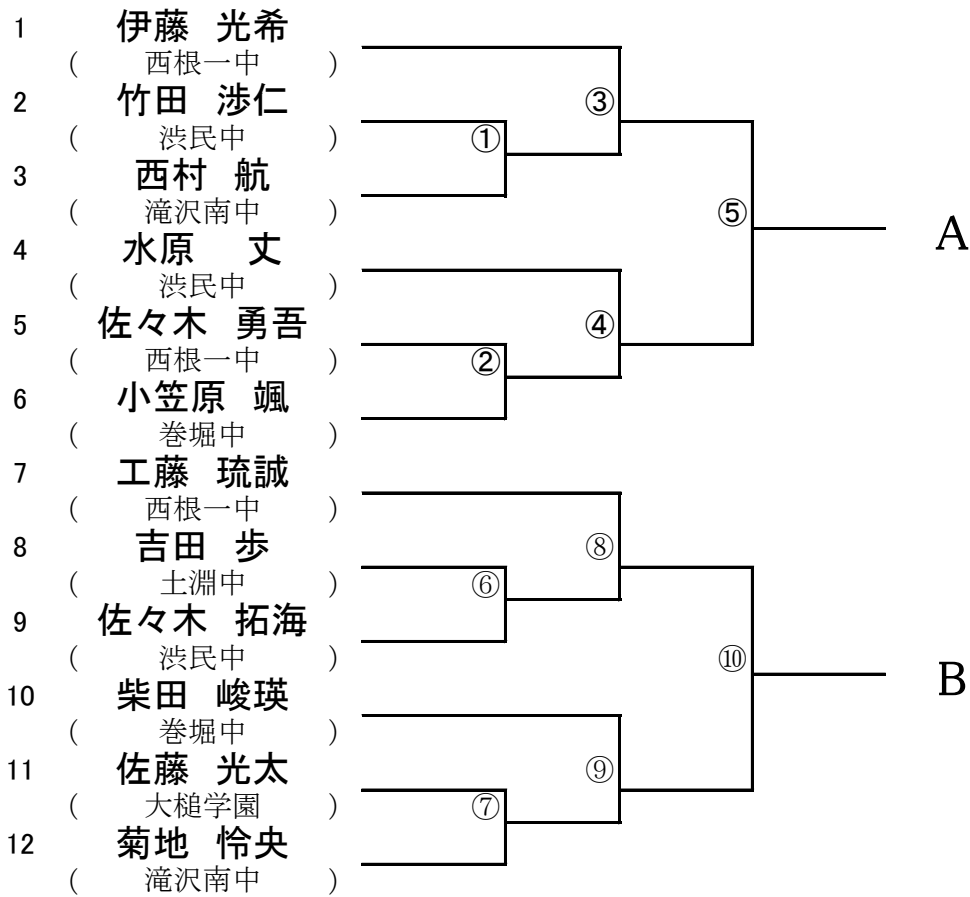 1 伊藤 光希
( 西根一中 )
2 竹田 渉仁
( 渋民中 )
3 西村 航
( 滝沢南中 )
4 水原 丈
( 渋民中 )
5 佐々木 勇吾
( 西根一中 )
6 小笠原 颯
( 巻堀中 )
7 工藤 琉誠
( 西根一中 )
8 吉田 歩
( 土淵中 )
9 佐々木 拓海
( 渋民中 )
10 柴田 峻瑛
( 巻堀中 )
11 佐藤 光太
( 大槌学園 )
12 菊地 怜央
( 滝沢南中 )
①
②
③
④
⑤
A
⑥
⑦
⑧
⑨
⑩
B